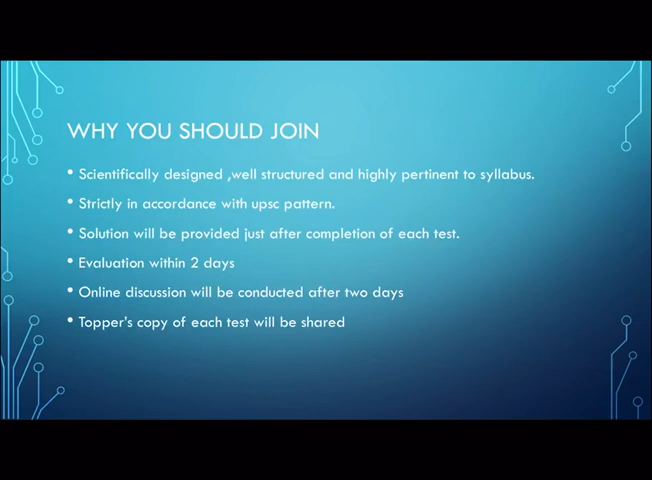 WHY YOU SHOULD JOIN
• Scientifically designed ,well structured and highly pertinent to syllabus.
• Strictly in accordance with upsc pattern.
• Solution will be provided just after completion of each test.
• Evaluation within 2 days
• Online discussion will be conducted after two days
• Topper's copy of each test will be shared